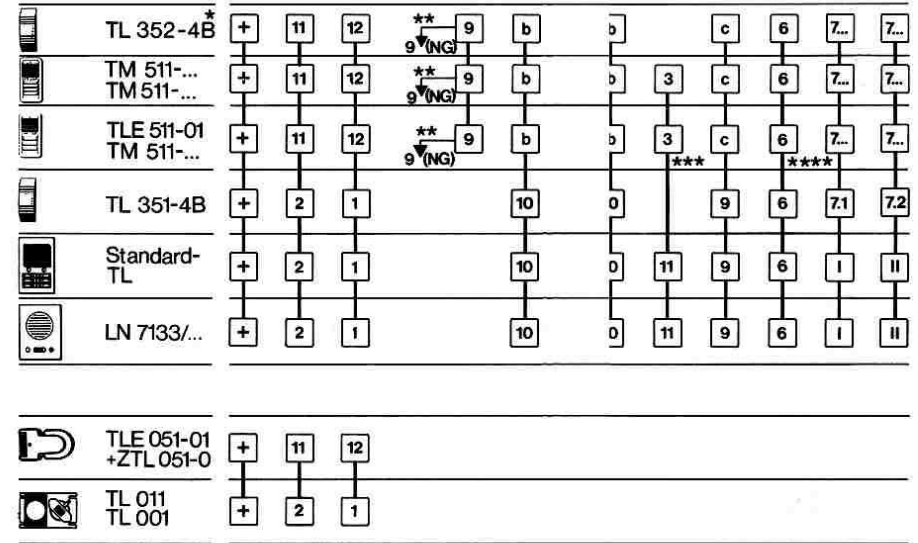 TL 352-4B* + 11 12 ** 9 b b c 6 7... 7...
9 (NG)
TM 511-... + 11 12 ** 9 b b 3 c 6 7... 7...
TM 511-... 9 (NG)
TLE 511-01 + 11 12 ** 9 b b 3 c 6 7... 7...
TM 511-... 9 (NG) *** ****
TL 351-4B + 2 1 10 0 9 6 7.1 7.2
Standard- + 2 1 10 0 11 9 6 I II
TL
LN 7133/... + 2 1 10 0 11 9 6 I II
TLE 051-01 + 11 12
+ZTL 051-0
TL 011 + 2 1
TL 001